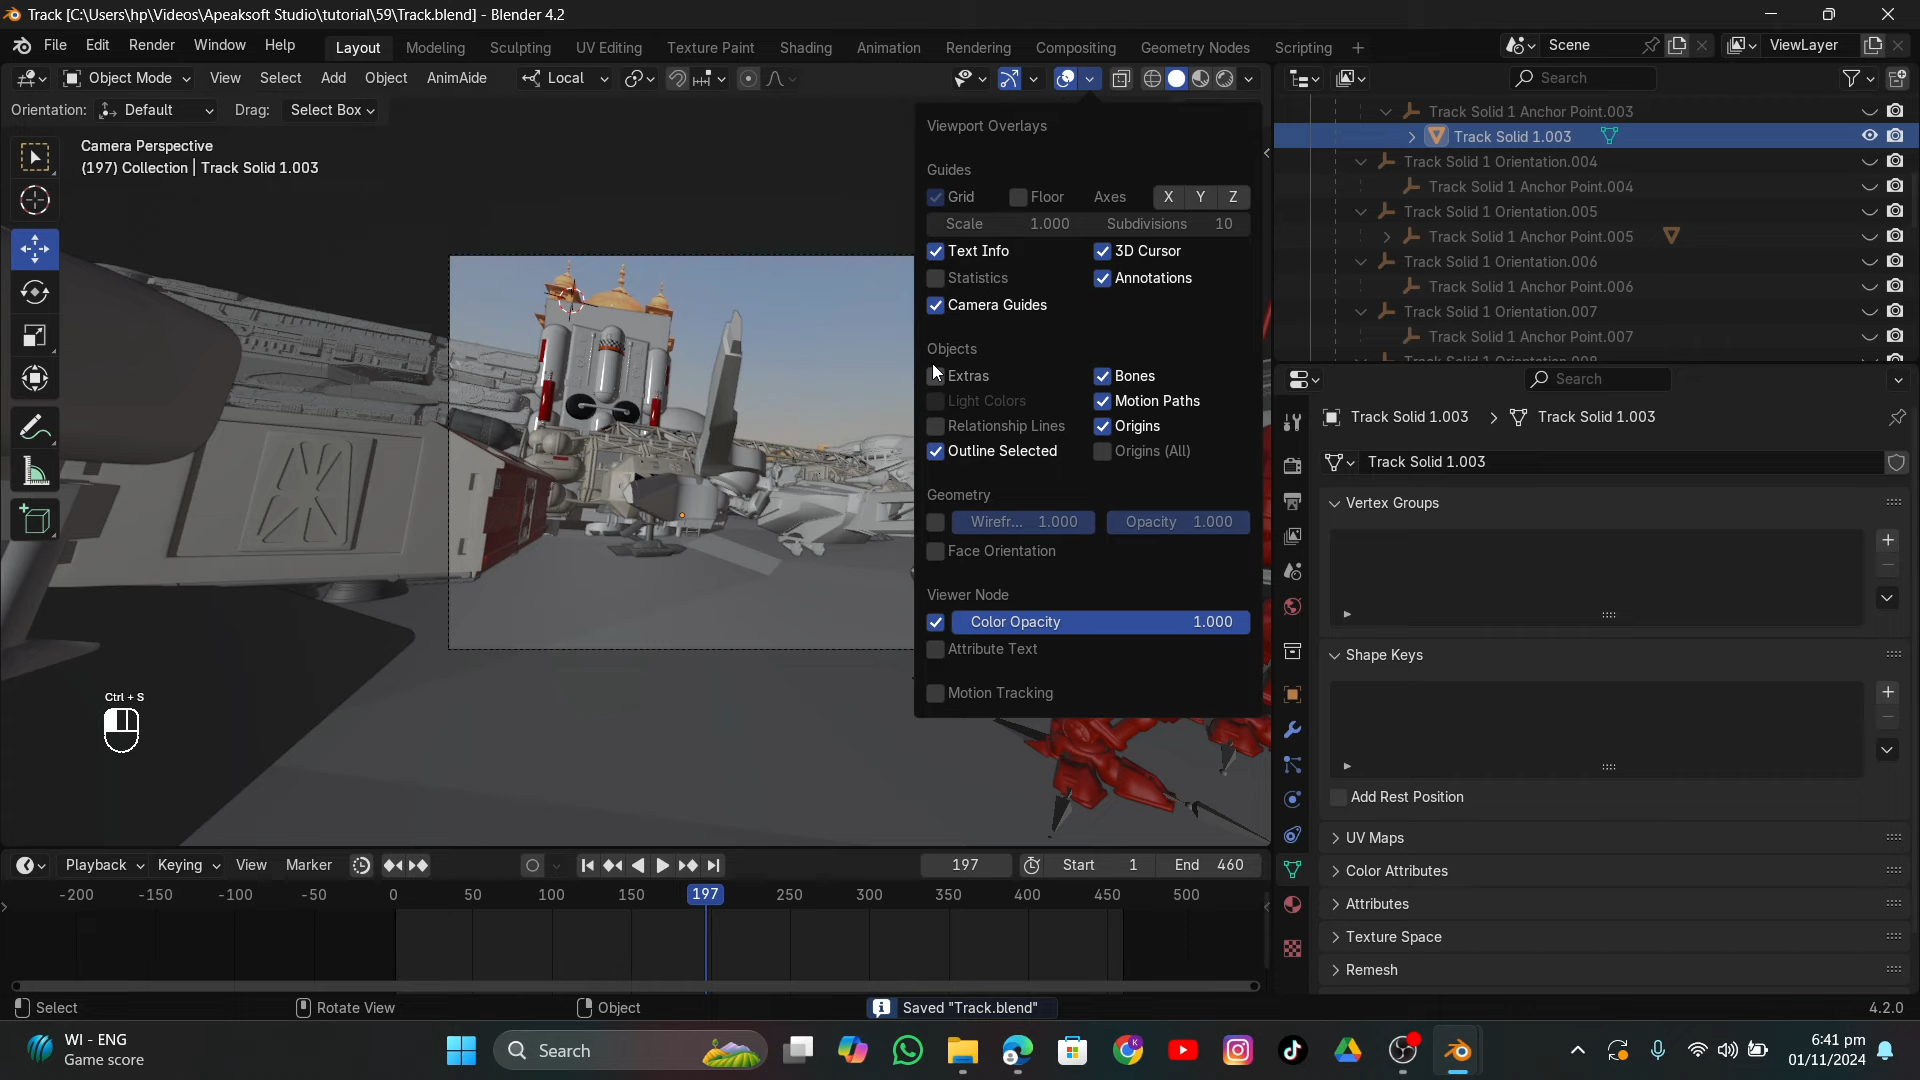 Track [C:\Users\hp\Videos\Apeaksoft Studio\tutorial\59\Track.blend] - Blender 4.2
File Edit Render Window Help Layout Modeling Sculpting UV Editing Texture Paint Shading Animation Rendering Compositing Geometry Nodes Scripting + Scene ViewLayer
Object Mode View Select Add Object AnimAide Local Search
Orientation: Default Drag: Select Box
Camera Perspective
(197) Collection | Track Solid 1.003
Viewport Overlays
Guides
Grid Floor Axes X Y Z
Scale 1.000 Subdivisions 10
Text Info 3D Cursor
Statistics Annotations
Camera Guides
Objects
Extras Bones
Light Colors Motion Paths
Relationship Lines Origins
Outline Selected Origins (All)
Geometry
Wirefr... 1.000 Opacity 1.000
Face Orientation
Viewer Node
Color Opacity 1.000
Attribute Text
Motion Tracking
Track Solid 1 Anchor Point.003
Track Solid 1.003
Track Solid 1 Orientation.004
Track Solid 1 Anchor Point.004
Track Solid 1 Orientation.005
Track Solid 1 Anchor Point.005
Track Solid 1 Orientation.006
Track Solid 1 Anchor Point.006
Track Solid 1 Orientation.007
Track Solid 1 Anchor Point.007
Track Solid 1 Orientation.008
Search
Track Solid 1.003 > Track Solid 1.003
Track Solid 1.003
Vertex Groups
Shape Keys
Add Rest Position
UV Maps
Color Attributes
Attributes
Texture Space
Remesh
Ctrl + S
Playback Keying View Marker 197 Start 1 End 460
-200 -150 -100 -50 0 50 100 150 197 250 300 350 400 450 500
Select Rotate View Object Saved "Track.blend" 4.2.0
WI - ENG
Game score
Search
6:41 pm
01/11/2024